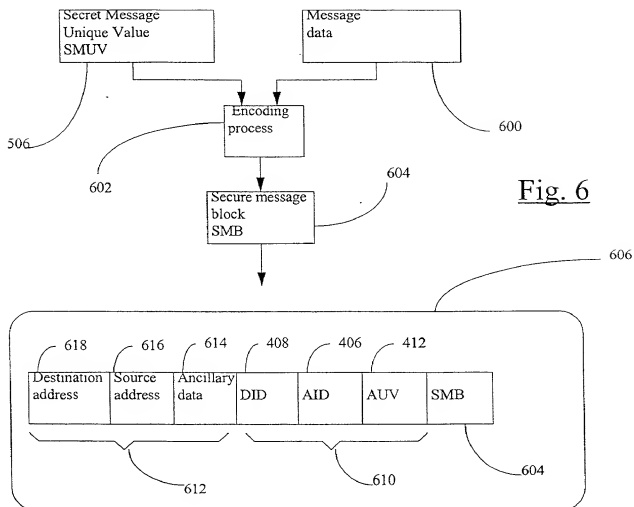 Secret Message
Unique Value
SMUV
Message
data
506
600
Encoding
process
602
604
Secure message
block
SMB
Fig. 6
606
618
616
614
408
406
412
Destination
address
Source
address
Ancillary
data
DID
AID
AUV
SMB
604
612
610